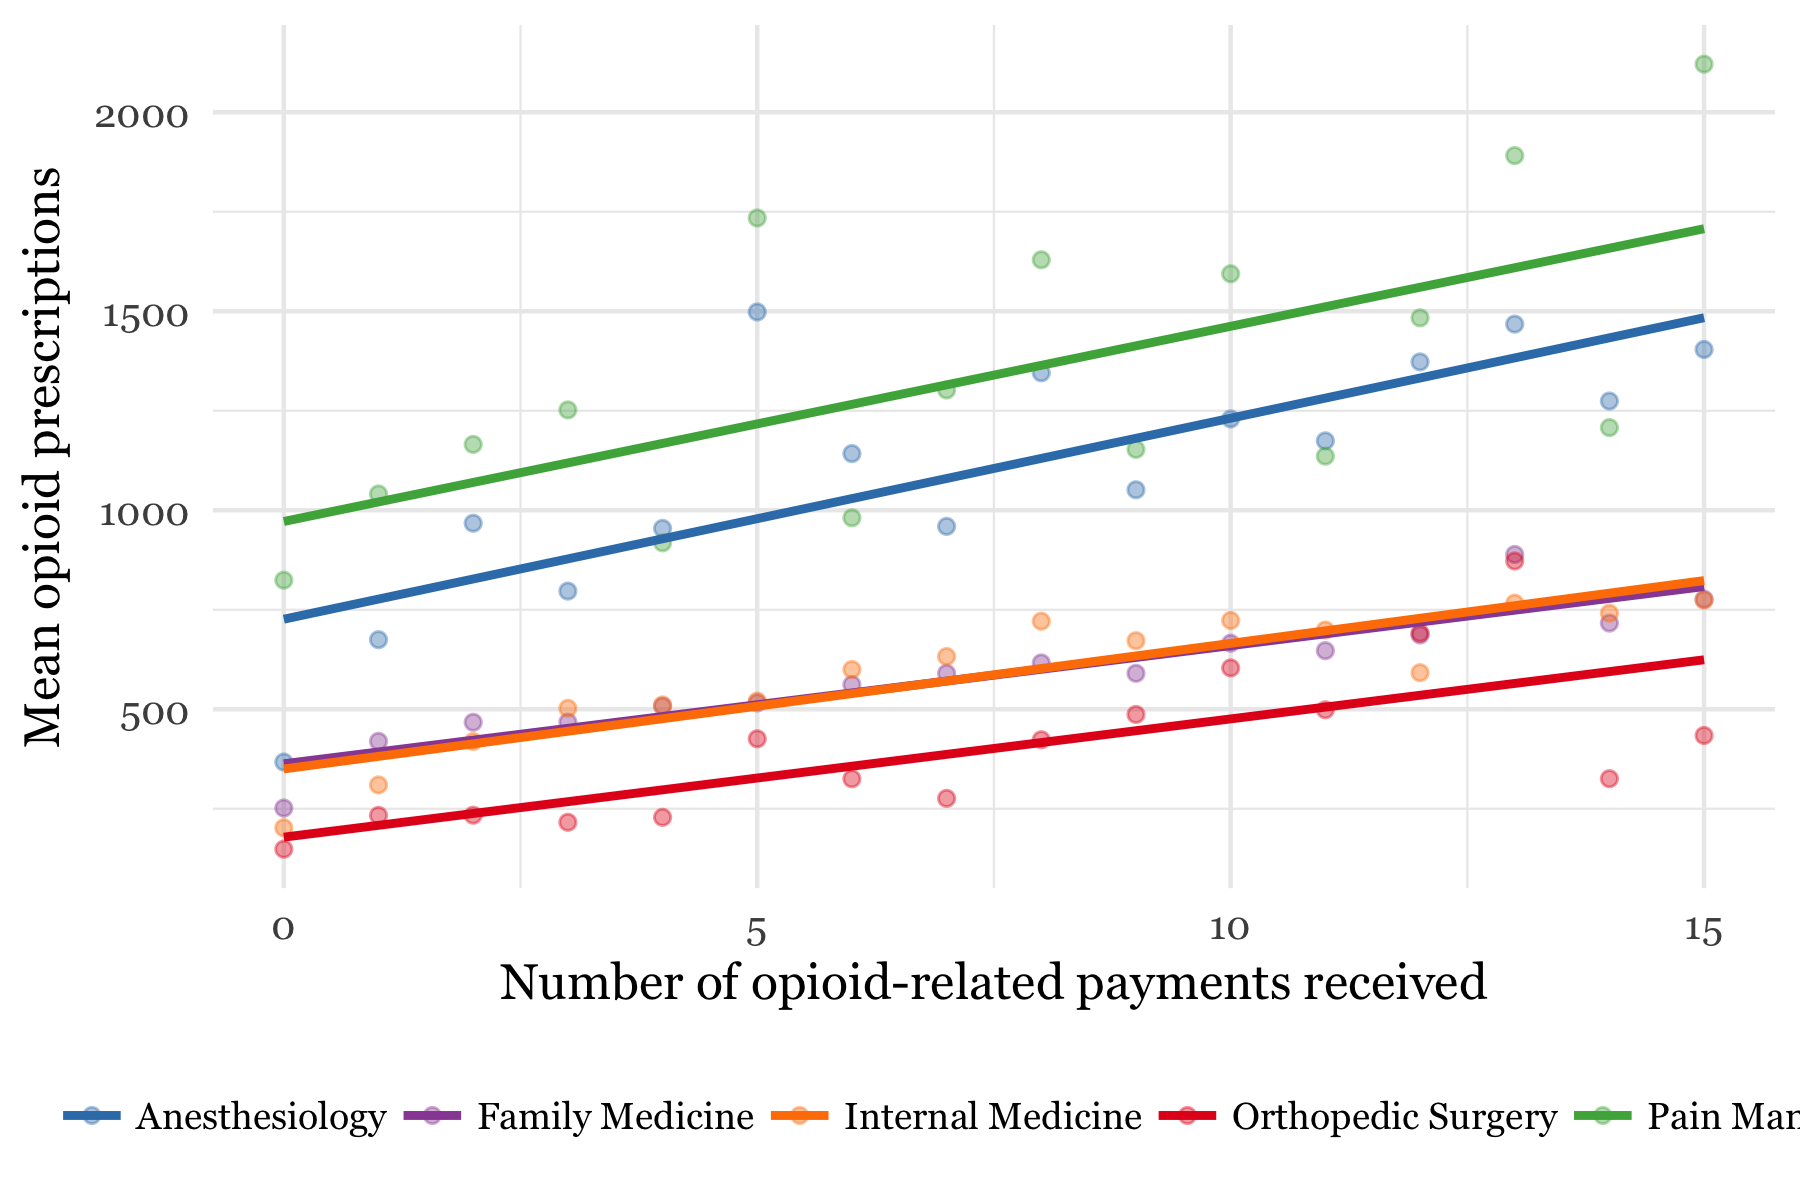 Mean opioid prescriptions
2000
1500
1000
500
0 5 10 15
Number of opioid-related payments received
Anesthesiology Family Medicine Internal Medicine Orthopedic Surgery Pain Man